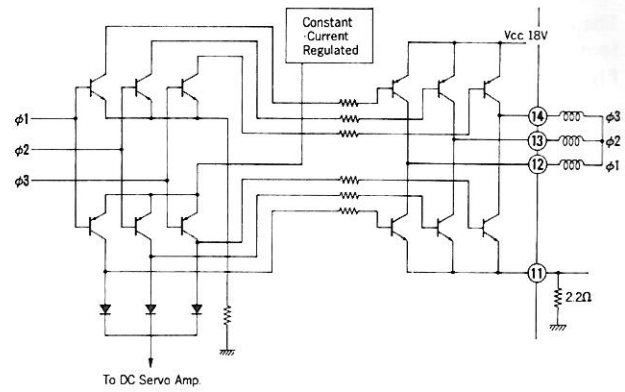 Constant
·Current
Regulated
Vcc 18V
ϕ1
ϕ2
ϕ3
14
ϕ3
13
ϕ2
12
ϕ1
11
2.2Ω
To DC Servo Amp.